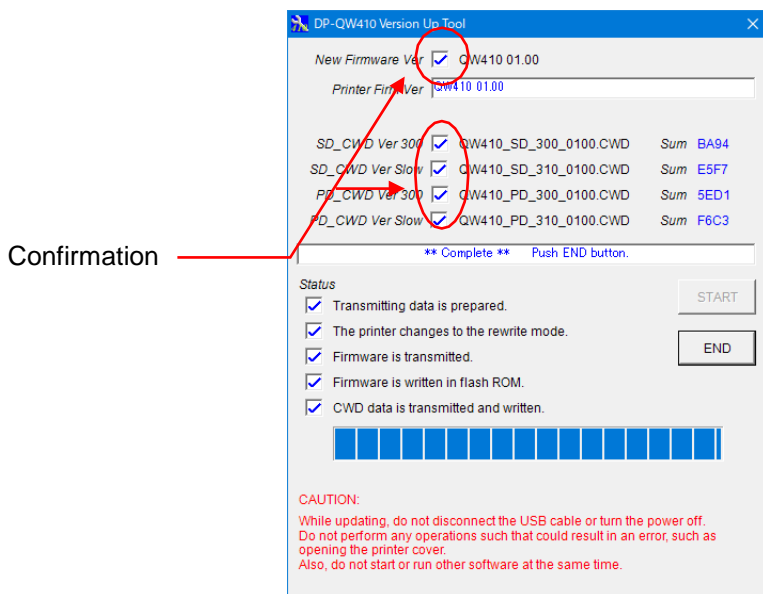 DP-QW410 Version Up Tool
New Firmware Ver QW410 01.00
Printer Firm Ver QW410 01.00
SD_CWD Ver 300 QW410_SD_300_0100.CWD Sum BA94
SD_CWD Ver Slow QW410_SD_310_0100.CWD Sum E5F7
PD_CWD Ver 300 QW410_PD_300_0100.CWD Sum 5ED1
PD_CWD Ver Slow QW410_PD_310_0100.CWD Sum F6C3
Confirmation
** Complete ** Push END button.
Status
Transmitting data is prepared.
START
The printer changes to the rewrite mode.
END
Firmware is transmitted.
Firmware is written in flash ROM.
CWD data is transmitted and written.
CAUTION:
While updating, do not disconnect the USB cable or turn the power off.
Do not perform any operations such that could result in an error, such as
opening the printer cover.
Also, do not start or run other software at the same time.